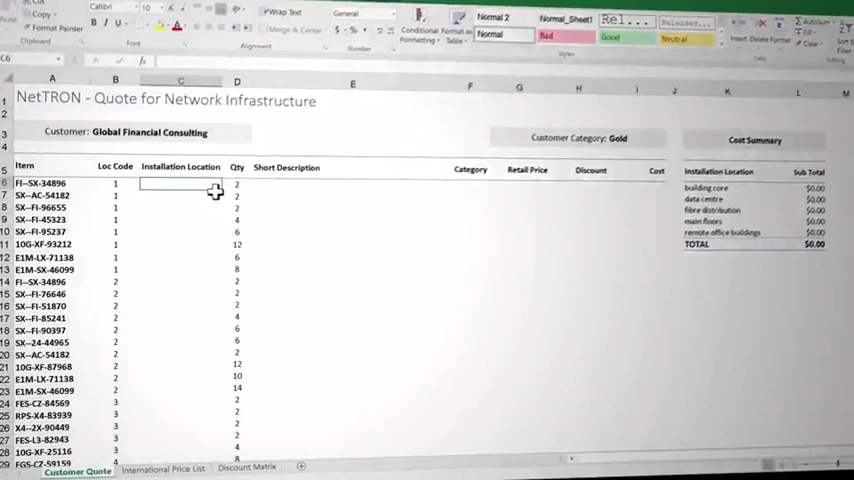 Copy
Format Painter
Clipboard
Calibri 10
B I U
Font
Wrap Text
Merge & Center
Alignment
General
$ - %
Number
Conditional Format as
Formatting Table
Normal 2 Normal_Sheet1 Rel...
Normal Bad Good Neutral
Styles
Insert Delete Format
AutoSum
Fill
Clear
Sort
C6 fx
A B C D E F G H I J K L M
1 NetTRON - Quote for Network Infrastructure
2
3 Customer: Global Financial Consulting Customer Category: Gold Cost Summary
4
5 Item Loc Code Installation Location Qty Short Description Category Retail Price Discount Cost Installation Location Sub Total
6 FI--SX-34896 1 2 building core $0.00
7 SX--AC-54182 1 2 data centre $0.00
8 SX--FI-96655 1 2 fibre distribution $0.00
9 SX--FI-45323 1 4 main floors $0.00
10 SX--FI-95237 1 6 remote office buildings $0.00
11 10G-XF-93212 1 12 TOTAL $0.00
12 E1M-LX-71138 1 6
13 E1M-SX-46099 1 8
14 FI--SX-34896 2 2
15 SX--FI-76646 2 2
16 SX--FI-51870 2 2
17 SX--FI-85241 2 4
18 SX--FI-90397 2 6
19 SX--24-44965 2 6
20 SX--AC-54182 2 2
21 10G-XF-87968 2 12
22 E1M-LX-71138 2 10
23 E1M-SX-46099 2 14
24 FES-CZ-84569 3 2
25 RPS-X4-83939 3 2
26 X4--2X-90449 3 2
27 FES-L3-82943 3 2
28 10G-XF-25116 3 4
29 FGS-CZ-59159 4 8
Customer Quote International Price List Discount Matrix